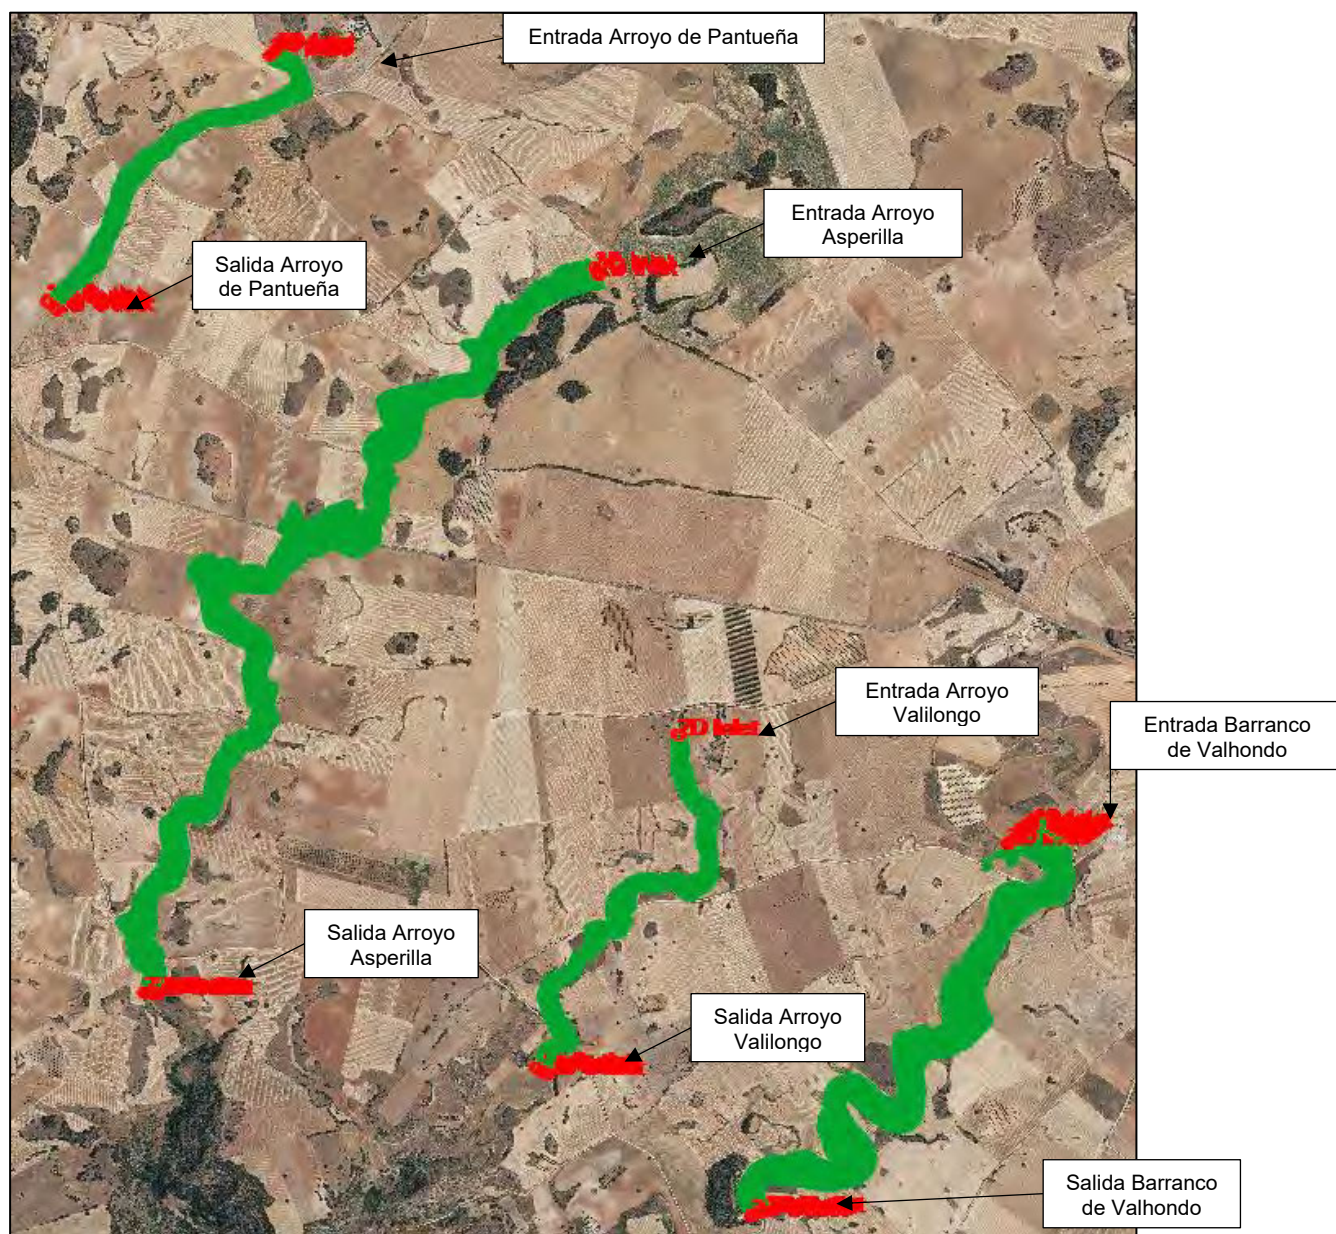 Entrada Arroyo de Pantueña
Entrada Arroyo
Asperilla
Salida Arroyo
de Pantueña
Entrada Arroyo
Valilongo
Entrada Barranco
de Valhondo
Salida Arroyo
Asperilla
Salida Arroyo
Valilongo
Salida Barranco
de Valhondo